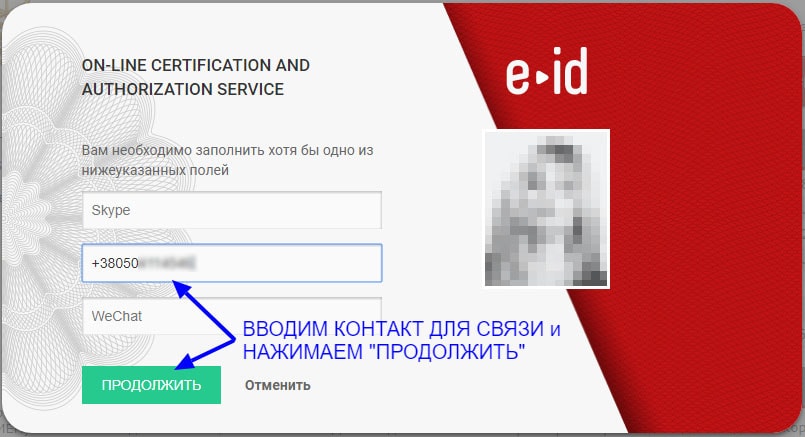 ON-LINE CERTIFICATION AND
AUTHORIZATION SERVICE
e id
Вам необходимо заполнить хотя бы одно из
нижеуказанных полей
Skype
+38050
WeChat
ВВОДИМ КОНТАКТ ДЛЯ СВЯЗИ и
НАЖИМАЕМ "ПРОДОЛЖИТЬ"
ПРОДОЛЖИТЬ
Отменить